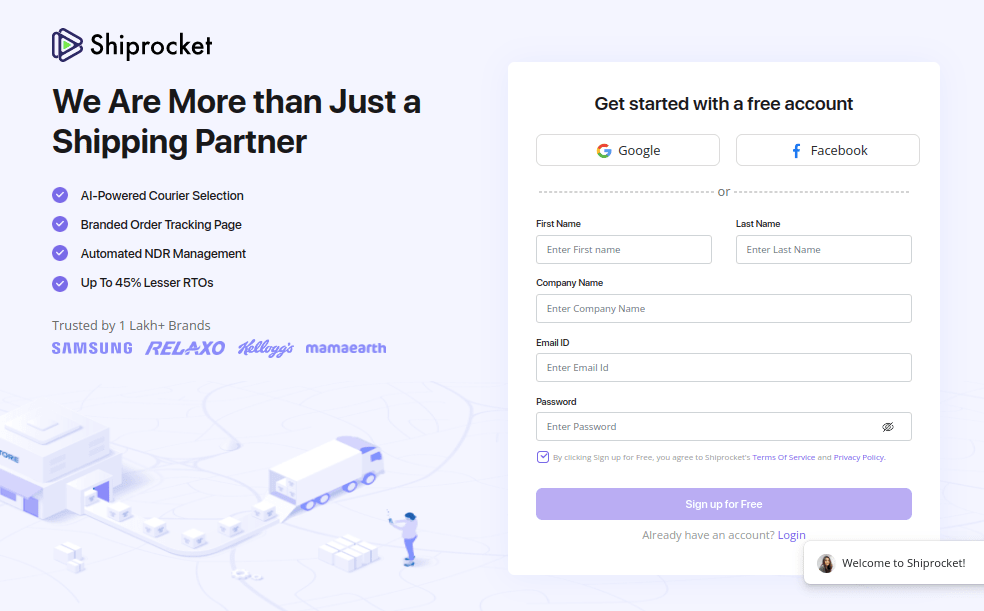 Shiprocket
We Are More than Just a
Shipping Partner
AI-Powered Courier Selection
Branded Order Tracking Page
Automated NDR Management
Up To 45% Lesser RTOs
Trusted by 1 Lakh+ Brands
SAMSUNG RELAXO Kellogg's mamaearth
TORE
Get started with a free account
Google Facebook
or
First Name Last Name
Enter First name Enter Last Name
Company Name
Enter Company Name
Email ID
Enter Email Id
Password
Enter Password
By clicking Sign up for Free, you agree to Shiprocket's Terms Of Service and Privacy Policy.
Sign up for Free
Already have an account? Login
Welcome to Shiprocket!